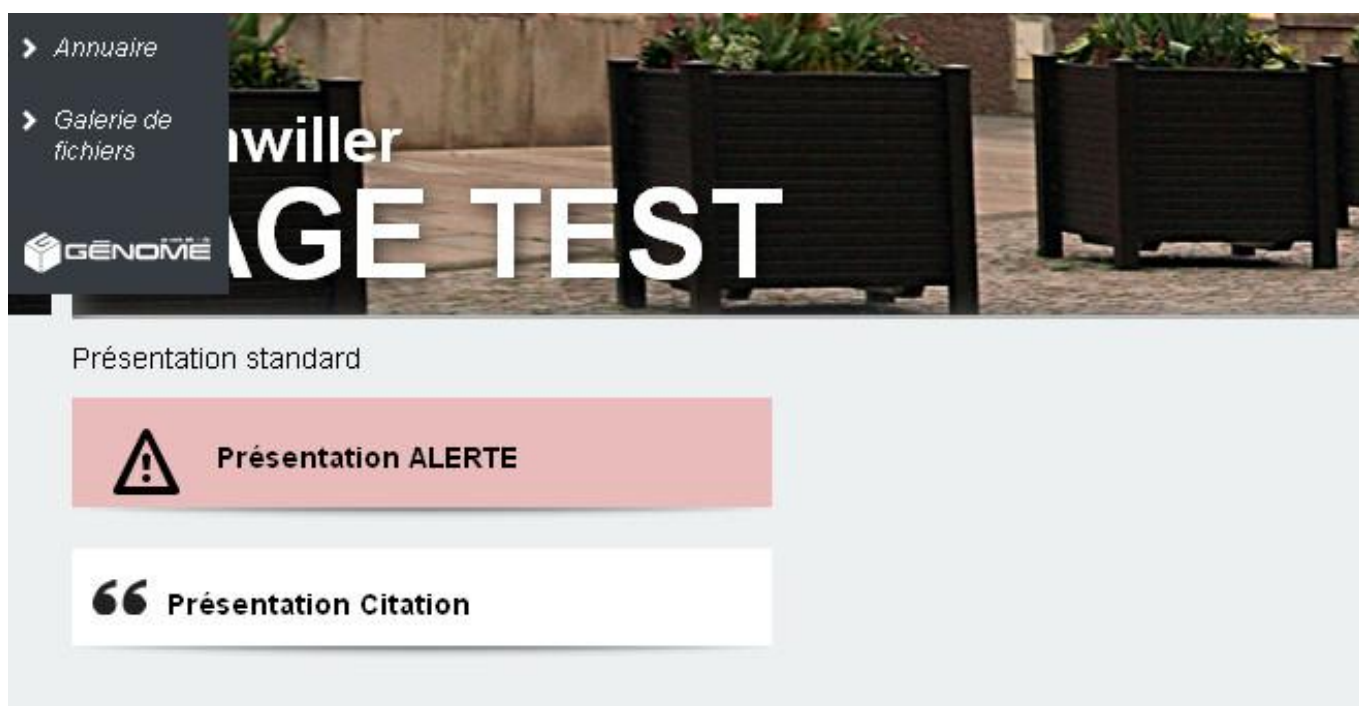 Annuaire
Galerie de
fichiers
GÉNOME
willer
AGE TEST
Présentation standard
Présentation ALERTE
Présentation Citation